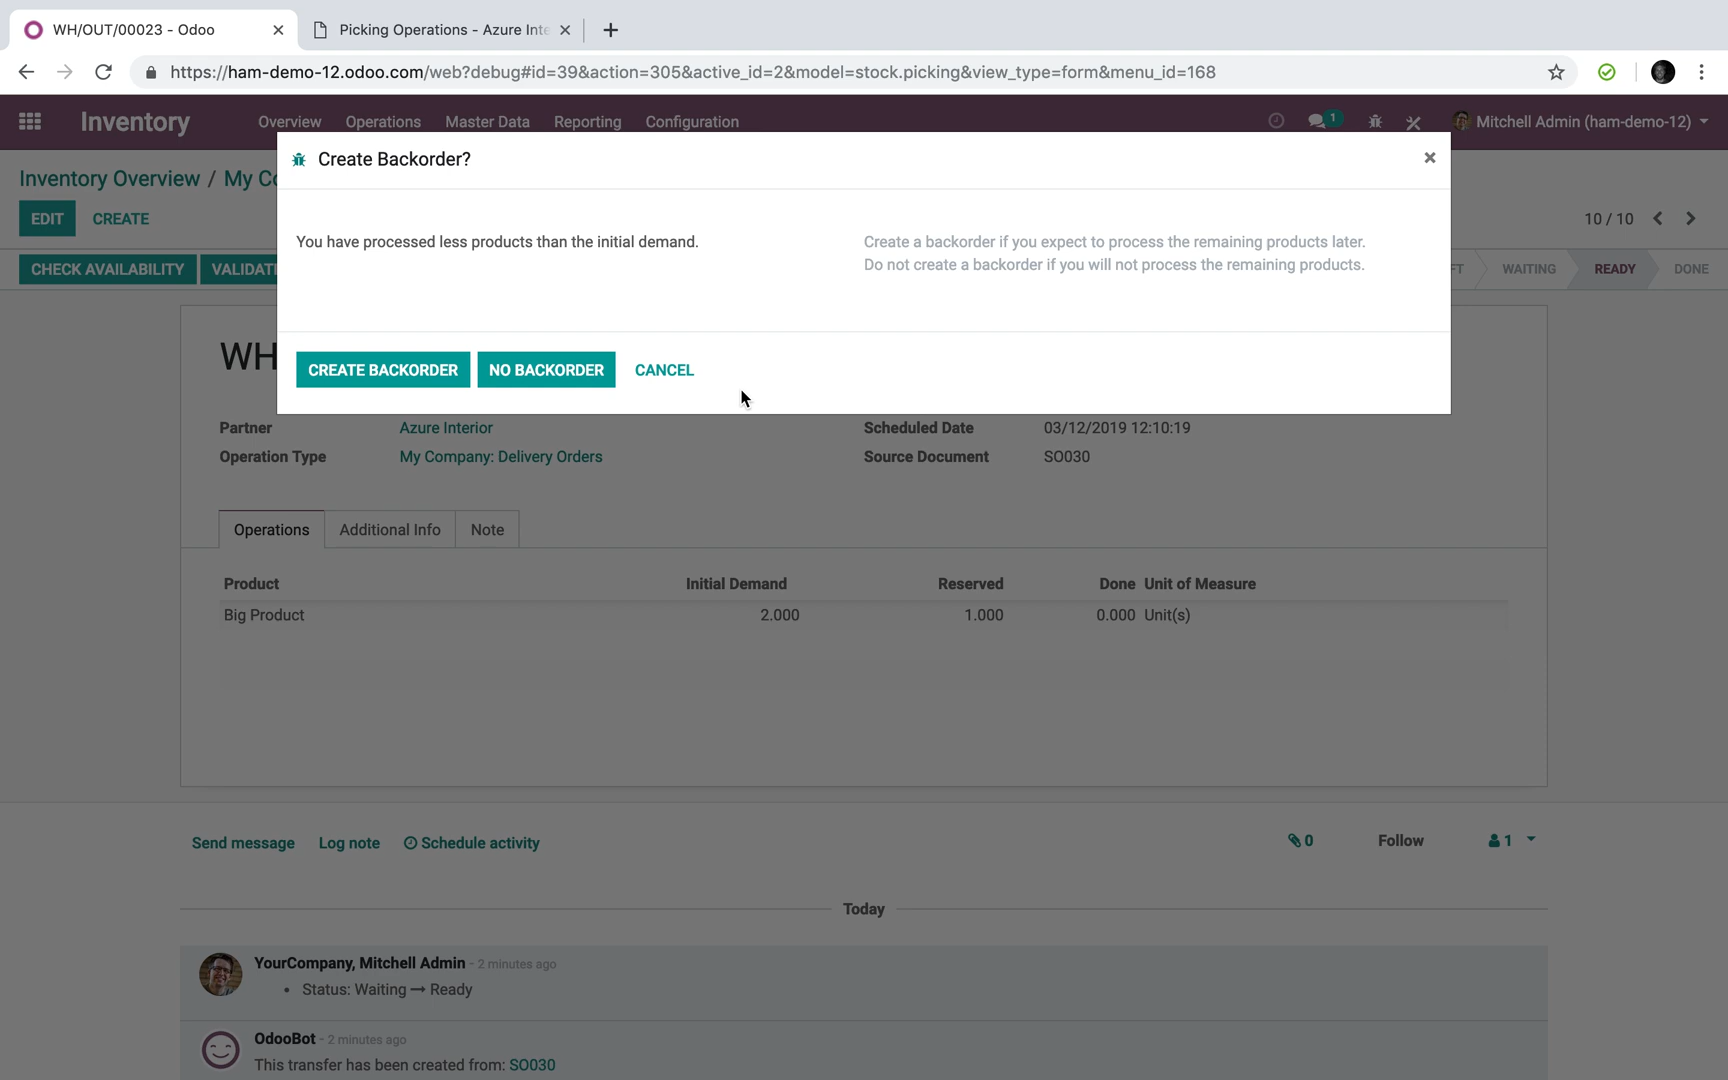 WH/OUT/00023 - Odoo
Picking Operations - Azure Inte
https://ham-demo-12.odoo.com/web?debug#id=39&action=305&active_id=2&model=stock.picking&view_type=form&menu_id=168
Inventory
Overview
Operations
Master Data
Reporting
Configuration
1
Mitchell Admin (ham-demo-12)
Create Backorder?
Inventory Overview / My Co
EDIT
CREATE
10 / 10
You have processed less products than the initial demand.
Create a backorder if you expect to process the remaining products later.
Do not create a backorder if you will not process the remaining products.
CHECK AVAILABILITY
VALIDATE
FT
WAITING
READY
DONE
WH
CREATE BACKORDER
NO BACKORDER
CANCEL
Partner
Azure Interior
Scheduled Date
03/12/2019 12:10:19
Operation Type
My Company: Delivery Orders
Source Document
SO030
Operations
Additional Info
Note
Product
Initial Demand
Reserved
Done
Unit of Measure
Big Product
2.000
1.000
0.000
Unit(s)
Send message
Log note
Schedule activity
0
Follow
1
Today
YourCompany, Mitchell Admin - 2 minutes ago
• Status: Waiting → Ready
OdooBot - 2 minutes ago
This transfer has been created from: SO030